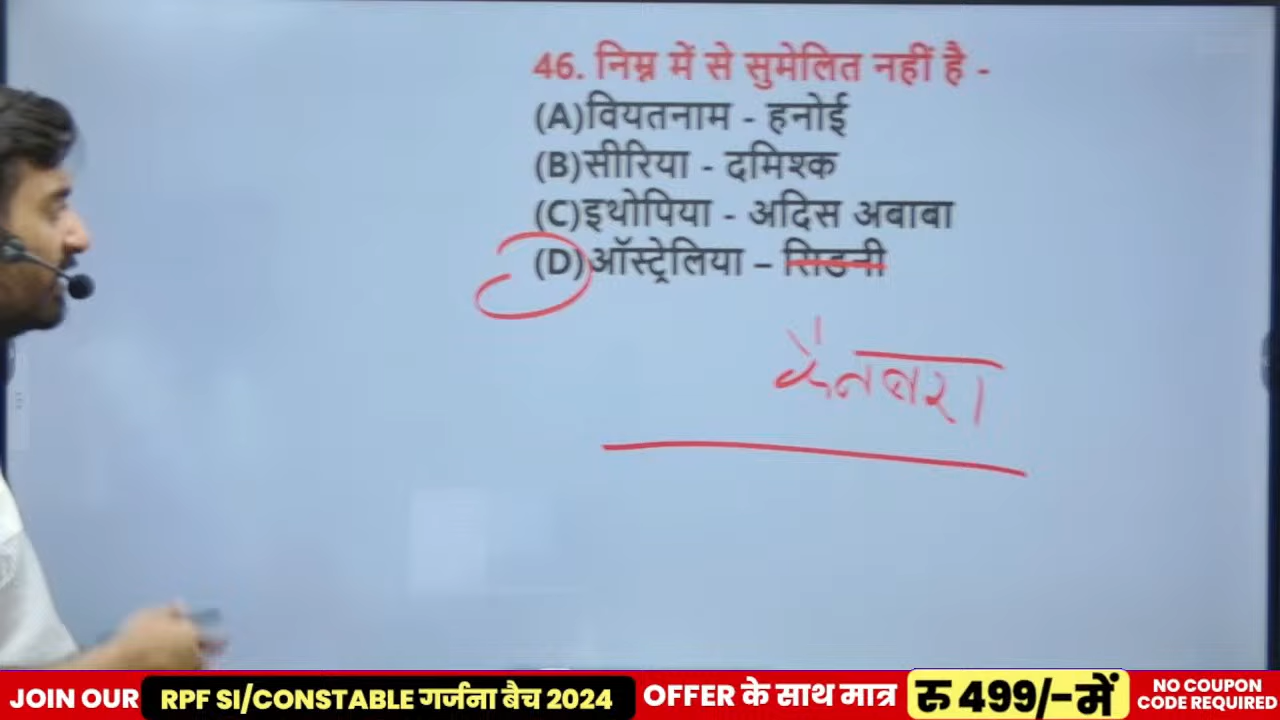 46. निम्न में से सुमेलित नहीं है -
(A)वियतनाम - हनोई
(B)सीरिया - दमिश्क
(C)इथोपिया - अदिस अबाबा
(D)ऑस्ट्रेलिया – सिडनी
कैनबरा
JOIN OUR RPF SI/CONSTABLE गर्जना बैच 2024 OFFER के साथ मात्र रु 499/-में NO COUPON CODE REQUIRED